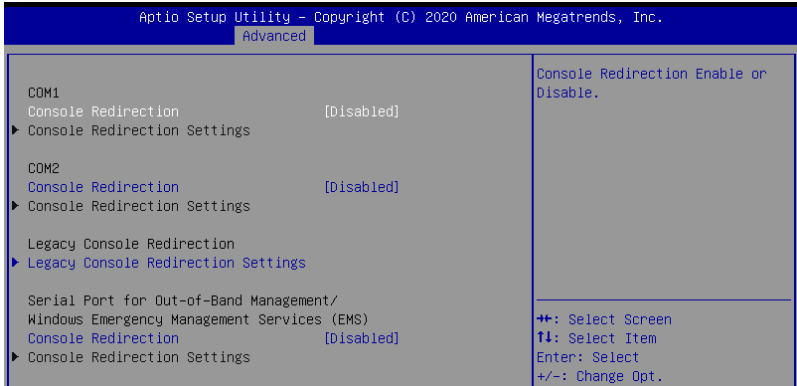 Aptio Setup Utility – Copyright (C) 2020 American Megatrends, Inc.
Advanced
COM1
Console Redirection [Disabled]
Console Redirection Settings
COM2
Console Redirection [Disabled]
Console Redirection Settings
Legacy Console Redirection
Legacy Console Redirection Settings
Serial Port for Out-of-Band Management/
Windows Emergency Management Services (EMS)
Console Redirection [Disabled]
Console Redirection Settings
Console Redirection Enable or
Disable.
→←: Select Screen
↑↓: Select Item
Enter: Select
+/-: Change Opt.